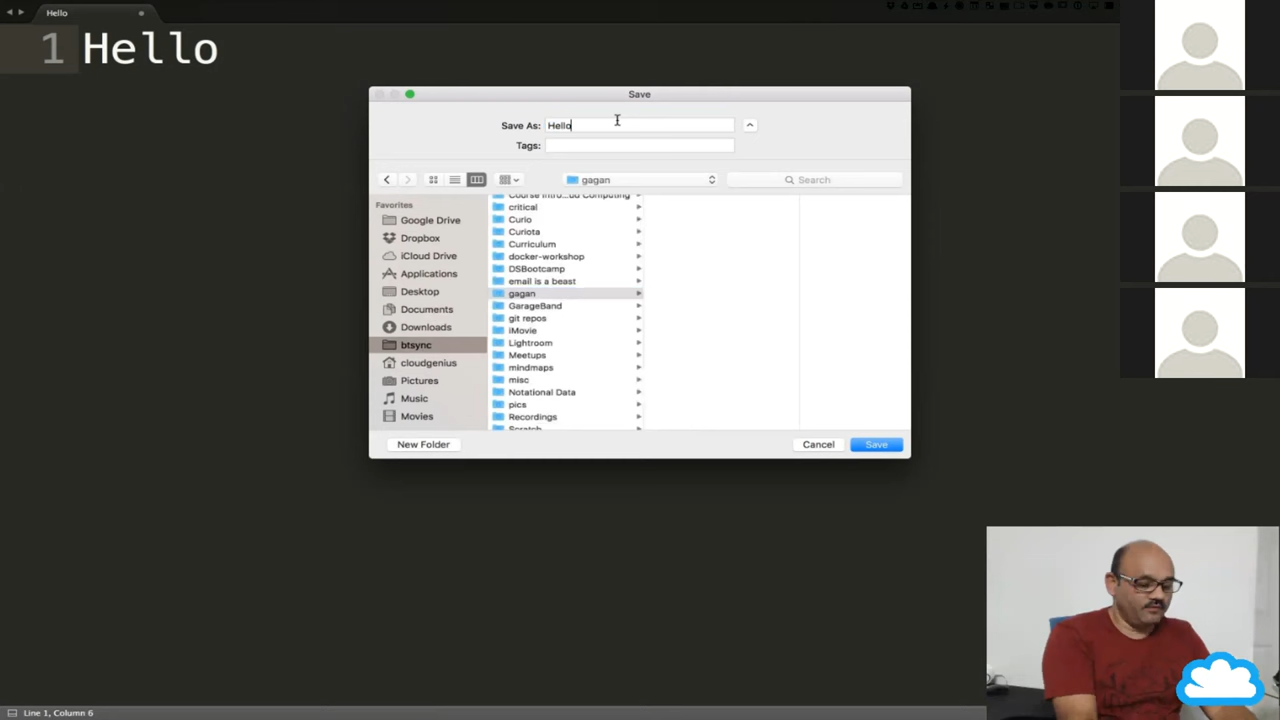 Hello
1 Hello
Save
Save As: Hello
Tags:
gagan
Search
Favorites
Google Drive
Dropbox
iCloud Drive
Applications
Desktop
Documents
Downloads
btsync
cloudgenius
Pictures
Music
Movies
critical
Curio
Curiota
Curriculum
docker-workshop
DSBootcamp
email is a beast
gagan
GarageBand
git repos
iMovie
Lightroom
Meetups
mindmaps
misc
Notational Data
pics
Recordings
Scratch
New Folder
Cancel
Save
Line 1, Column 6